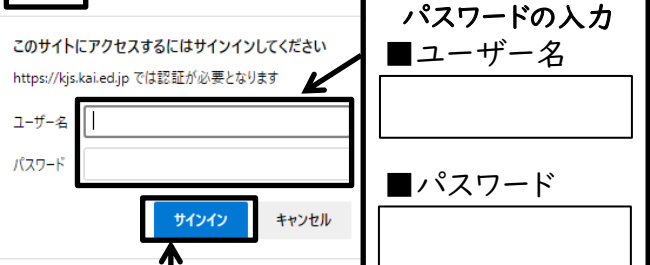 このサイトにアクセスするにはサインインしてください
https://kjs.kai.ed.jp では認証が必要となります
ユーザー名
パスワード
サインイン
キャンセル
パスワードの入力
■ユーザー名
■パスワード